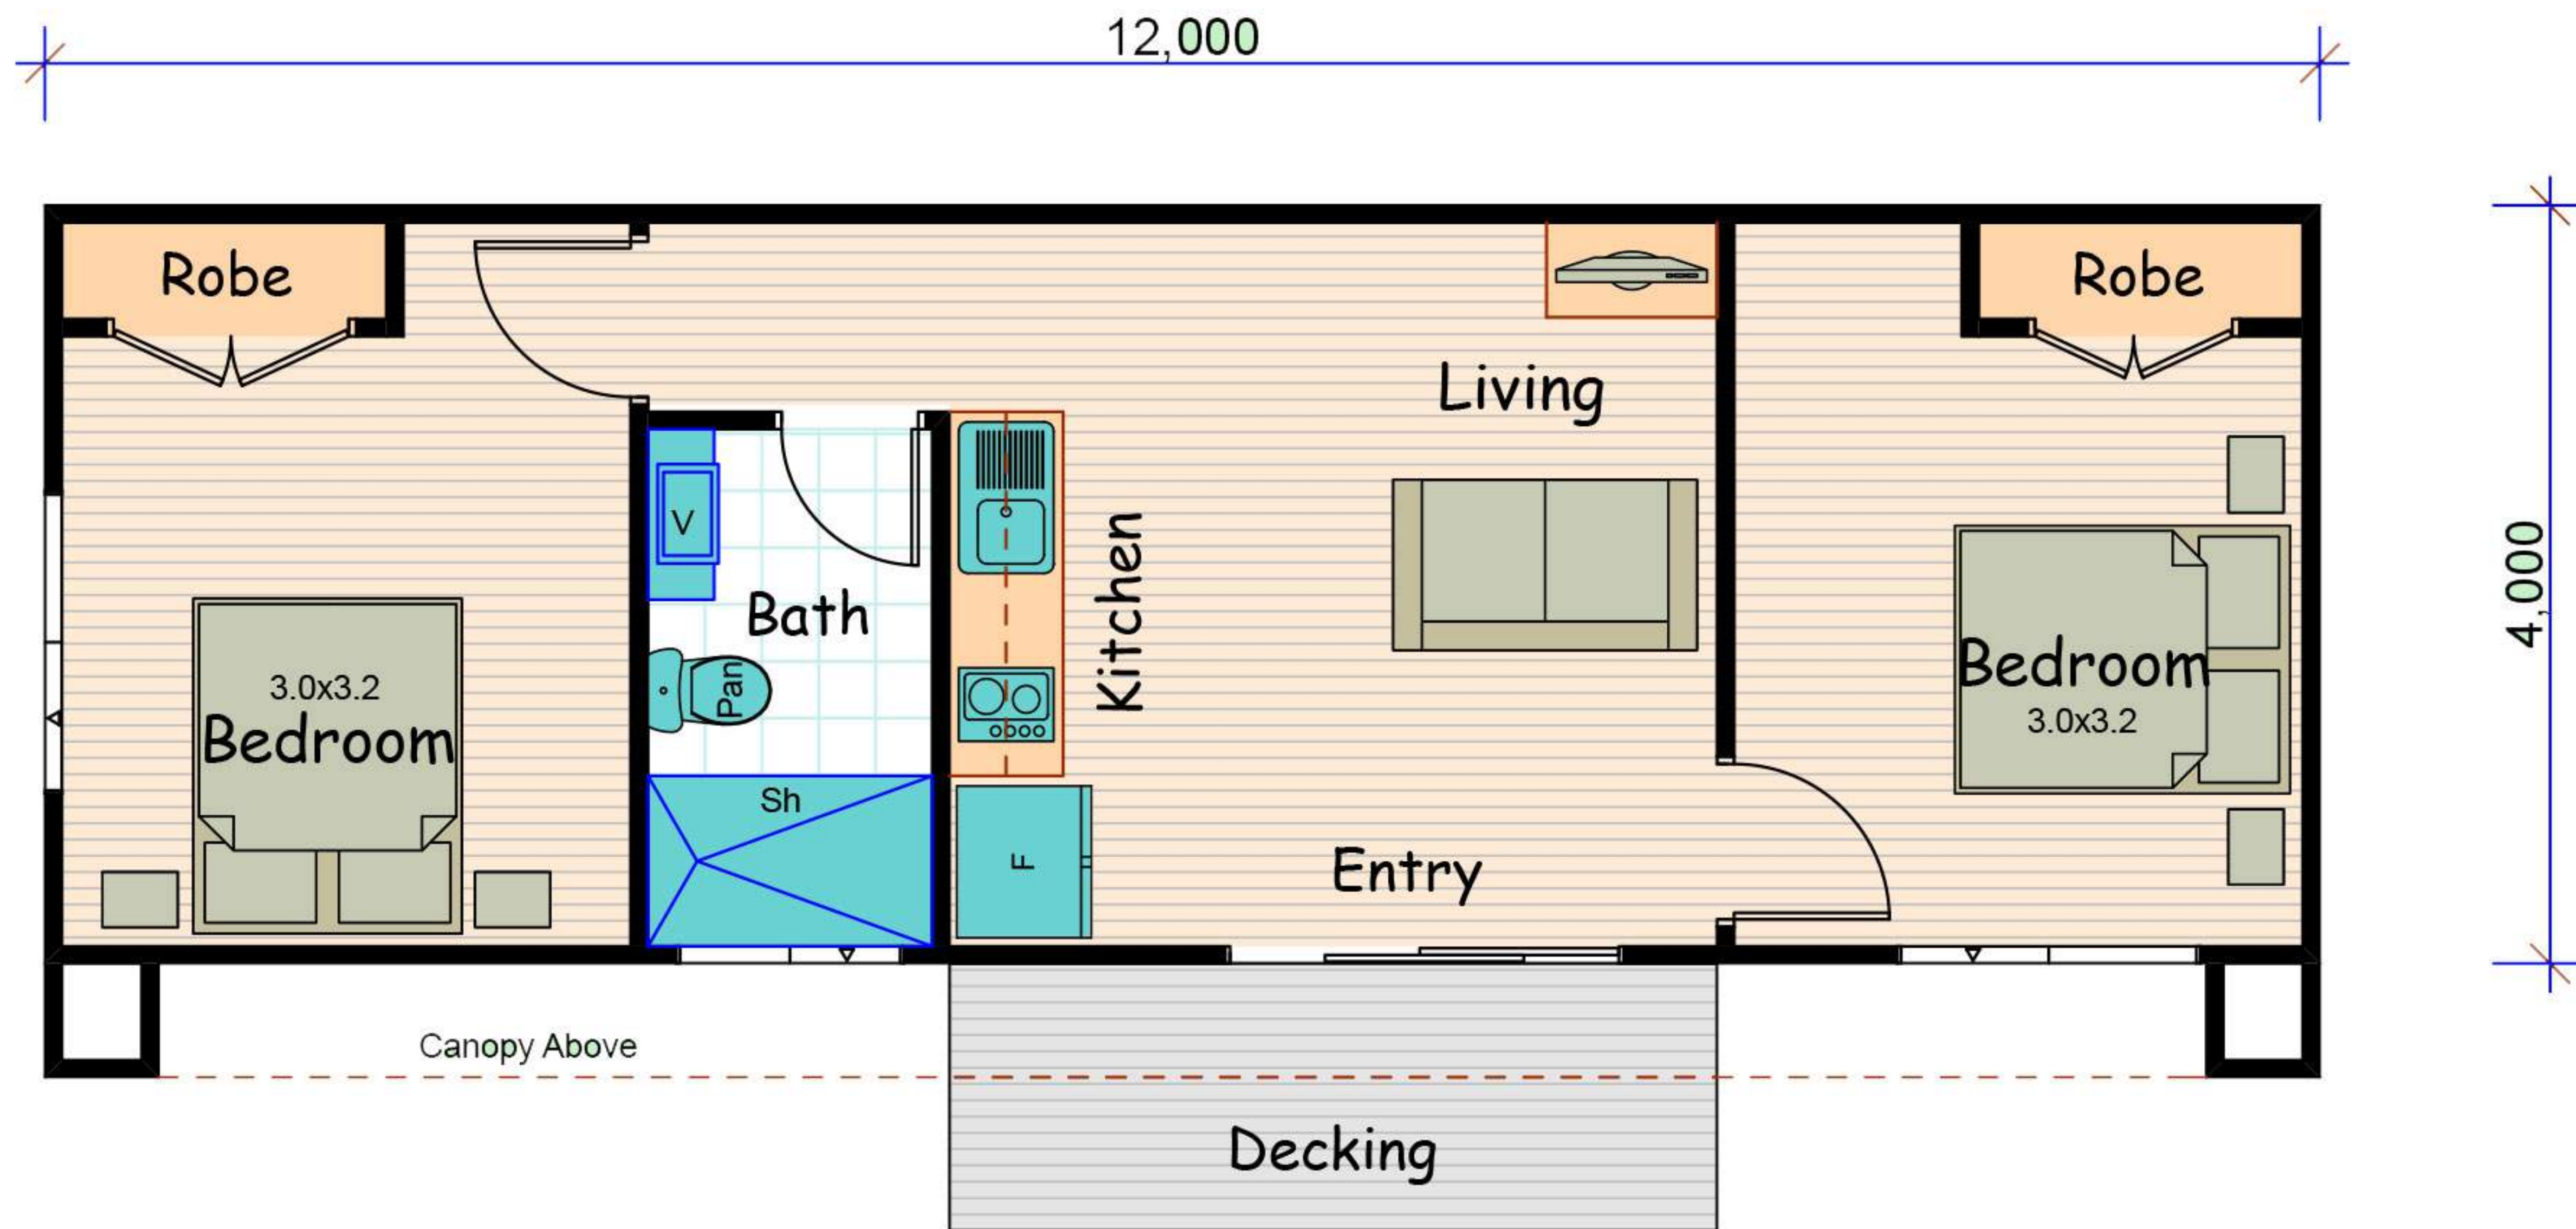 12,000
Robe
Robe
Living
4,000
V
Bath
Kitchen
Pan
3.0x3.2
Bedroom
Bedroom
3.0x3.2
Sh
F
Entry
Canopy Above
Decking